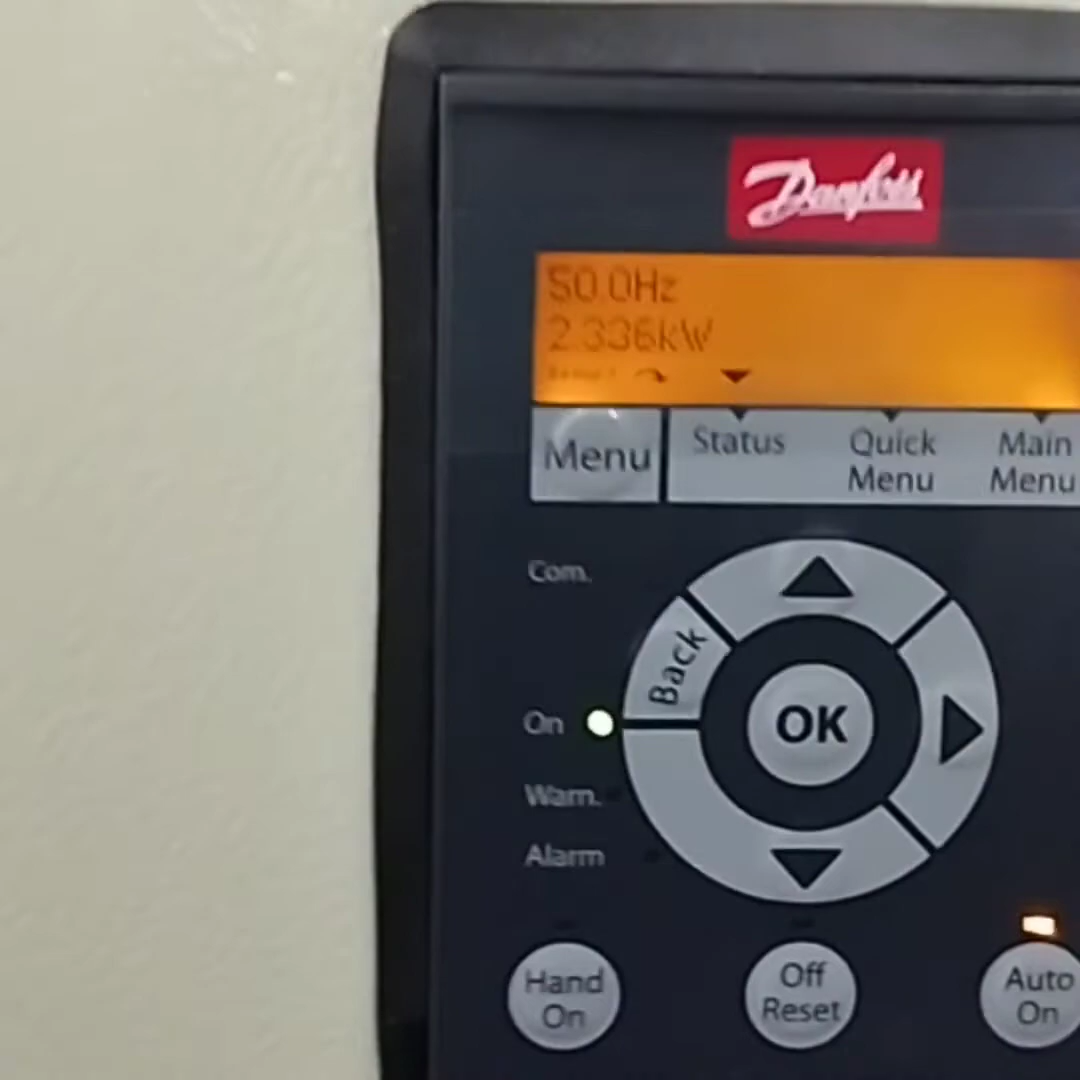 Danfoss
50.0Hz
2.336kW
Menu
Status
Quick
Menu
Main
Menu
Com.
Back
OK
On
Warn.
Alarm
Hand
On
Off
Reset
Auto
On